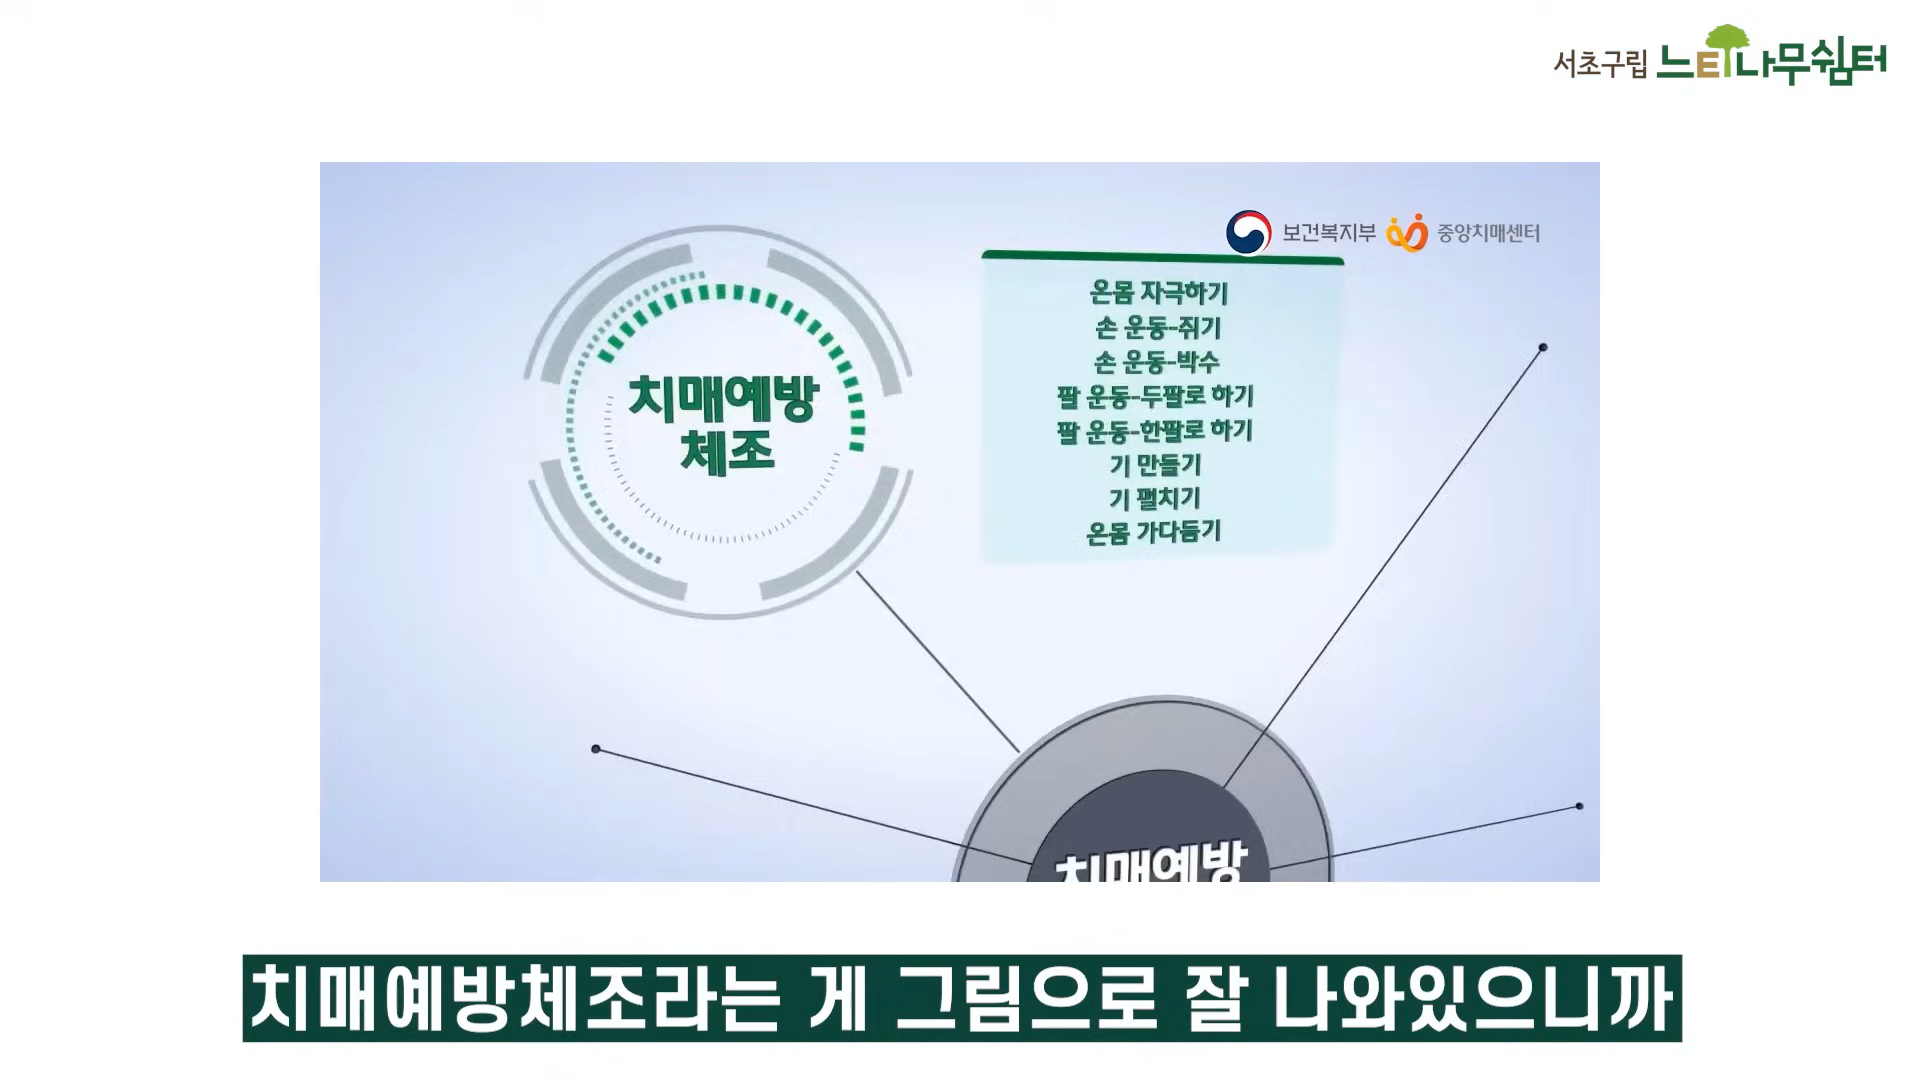 서초구립 느티나무쉼터
보건복지부 중앙치매센터
치매예방
체조
온몸 자극하기
손 운동-쥐기
손 운동-박수
팔 운동-두팔로 하기
팔 운동-한팔로 하기
기 만들기
기 펼치기
온몸 가다듬기
치매예방
치매예방체조라는 게 그림으로 잘 나와있으니까